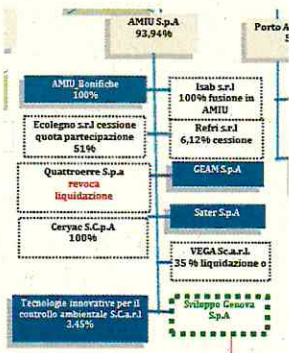 AMIU S.p.A
93,94%
Porto A
S
AMIU_Bonifiche
100%
Isab s.r.l
100% fusione in
AMIU
Ecolegno s.r.l cessione
quota partecipazione
51%
Refri s.r.l
6,12% cessione
Quattroerre S.p.a
revoca
liquidazione
GEAM S.p.A
Ceryac S.C.p.A
100%
Sater S.p.A
VEGA Sc.a.r.l.
35 % liquidazione o
Tecnologie innovative per il
controllo ambientale S.C.a.r.l
3.45%
Sviluppo Genova
S.p.A